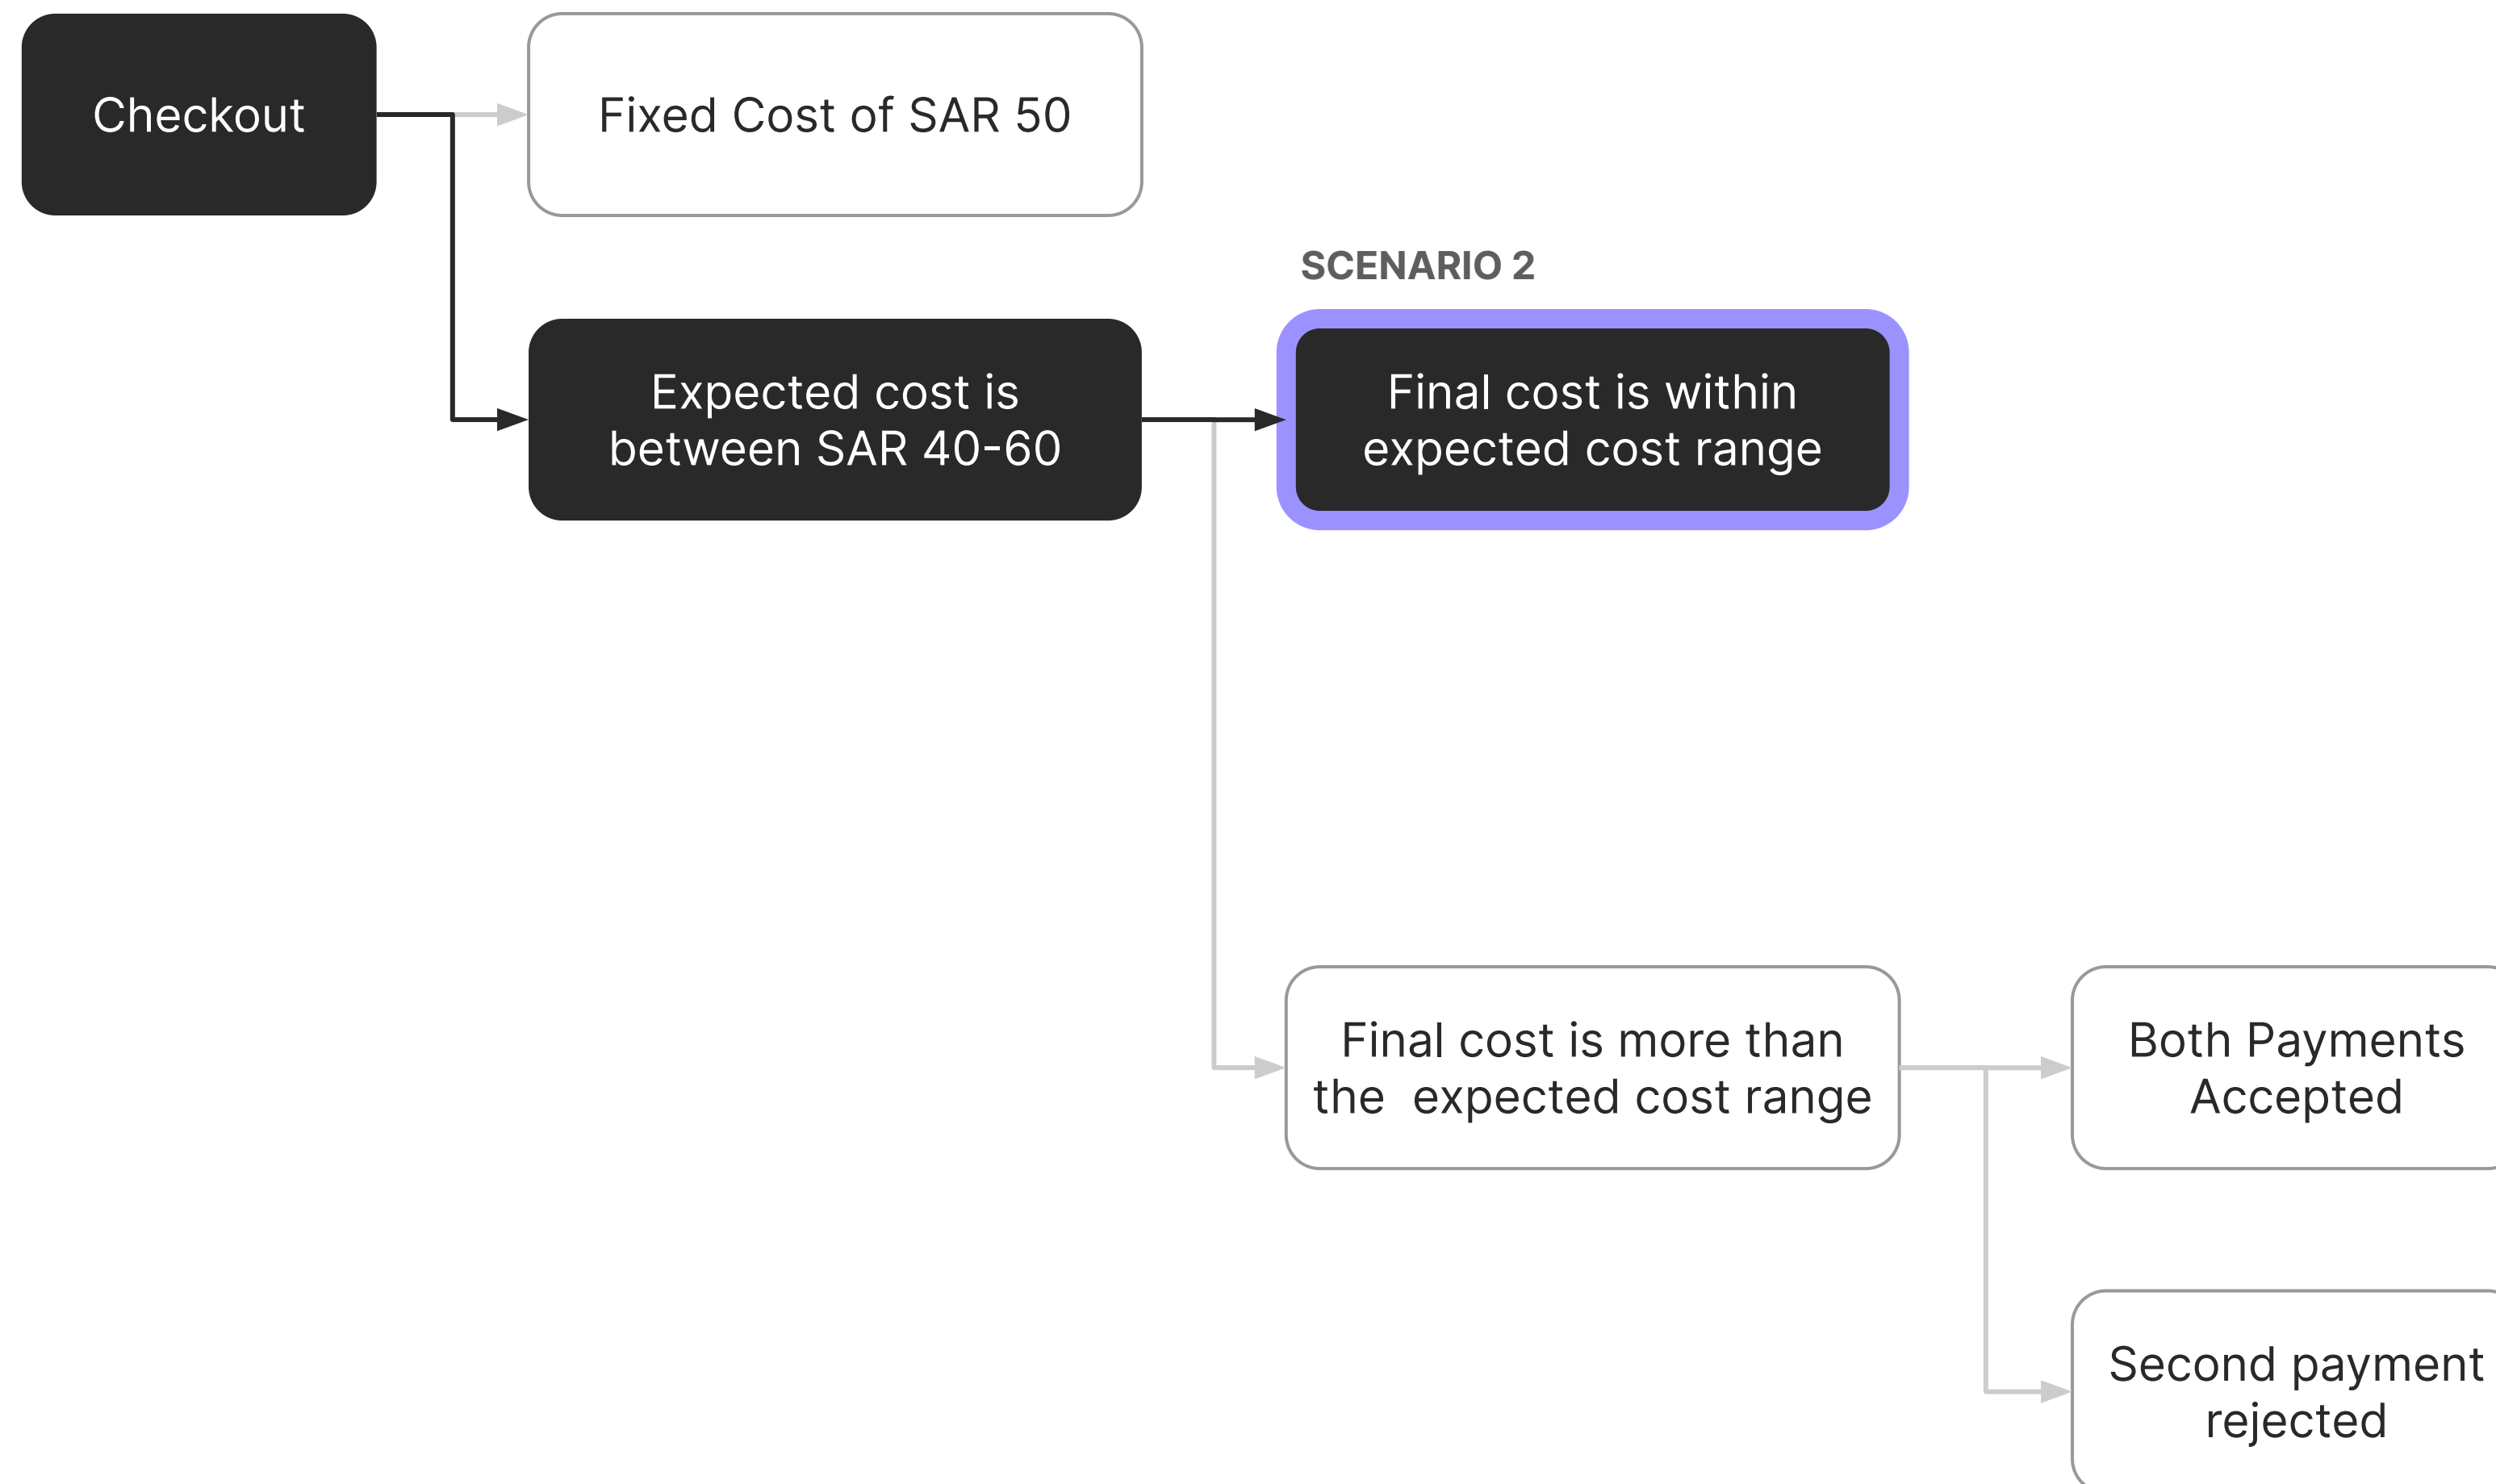 Checkout
Fixed Cost of SAR 50
SCENARIO 2
Expected cost is
between SAR 40-60
Final cost is within
expected cost range
Final cost is more than
the  expected cost range
Both Payments
Accepted
Second payment
rejected